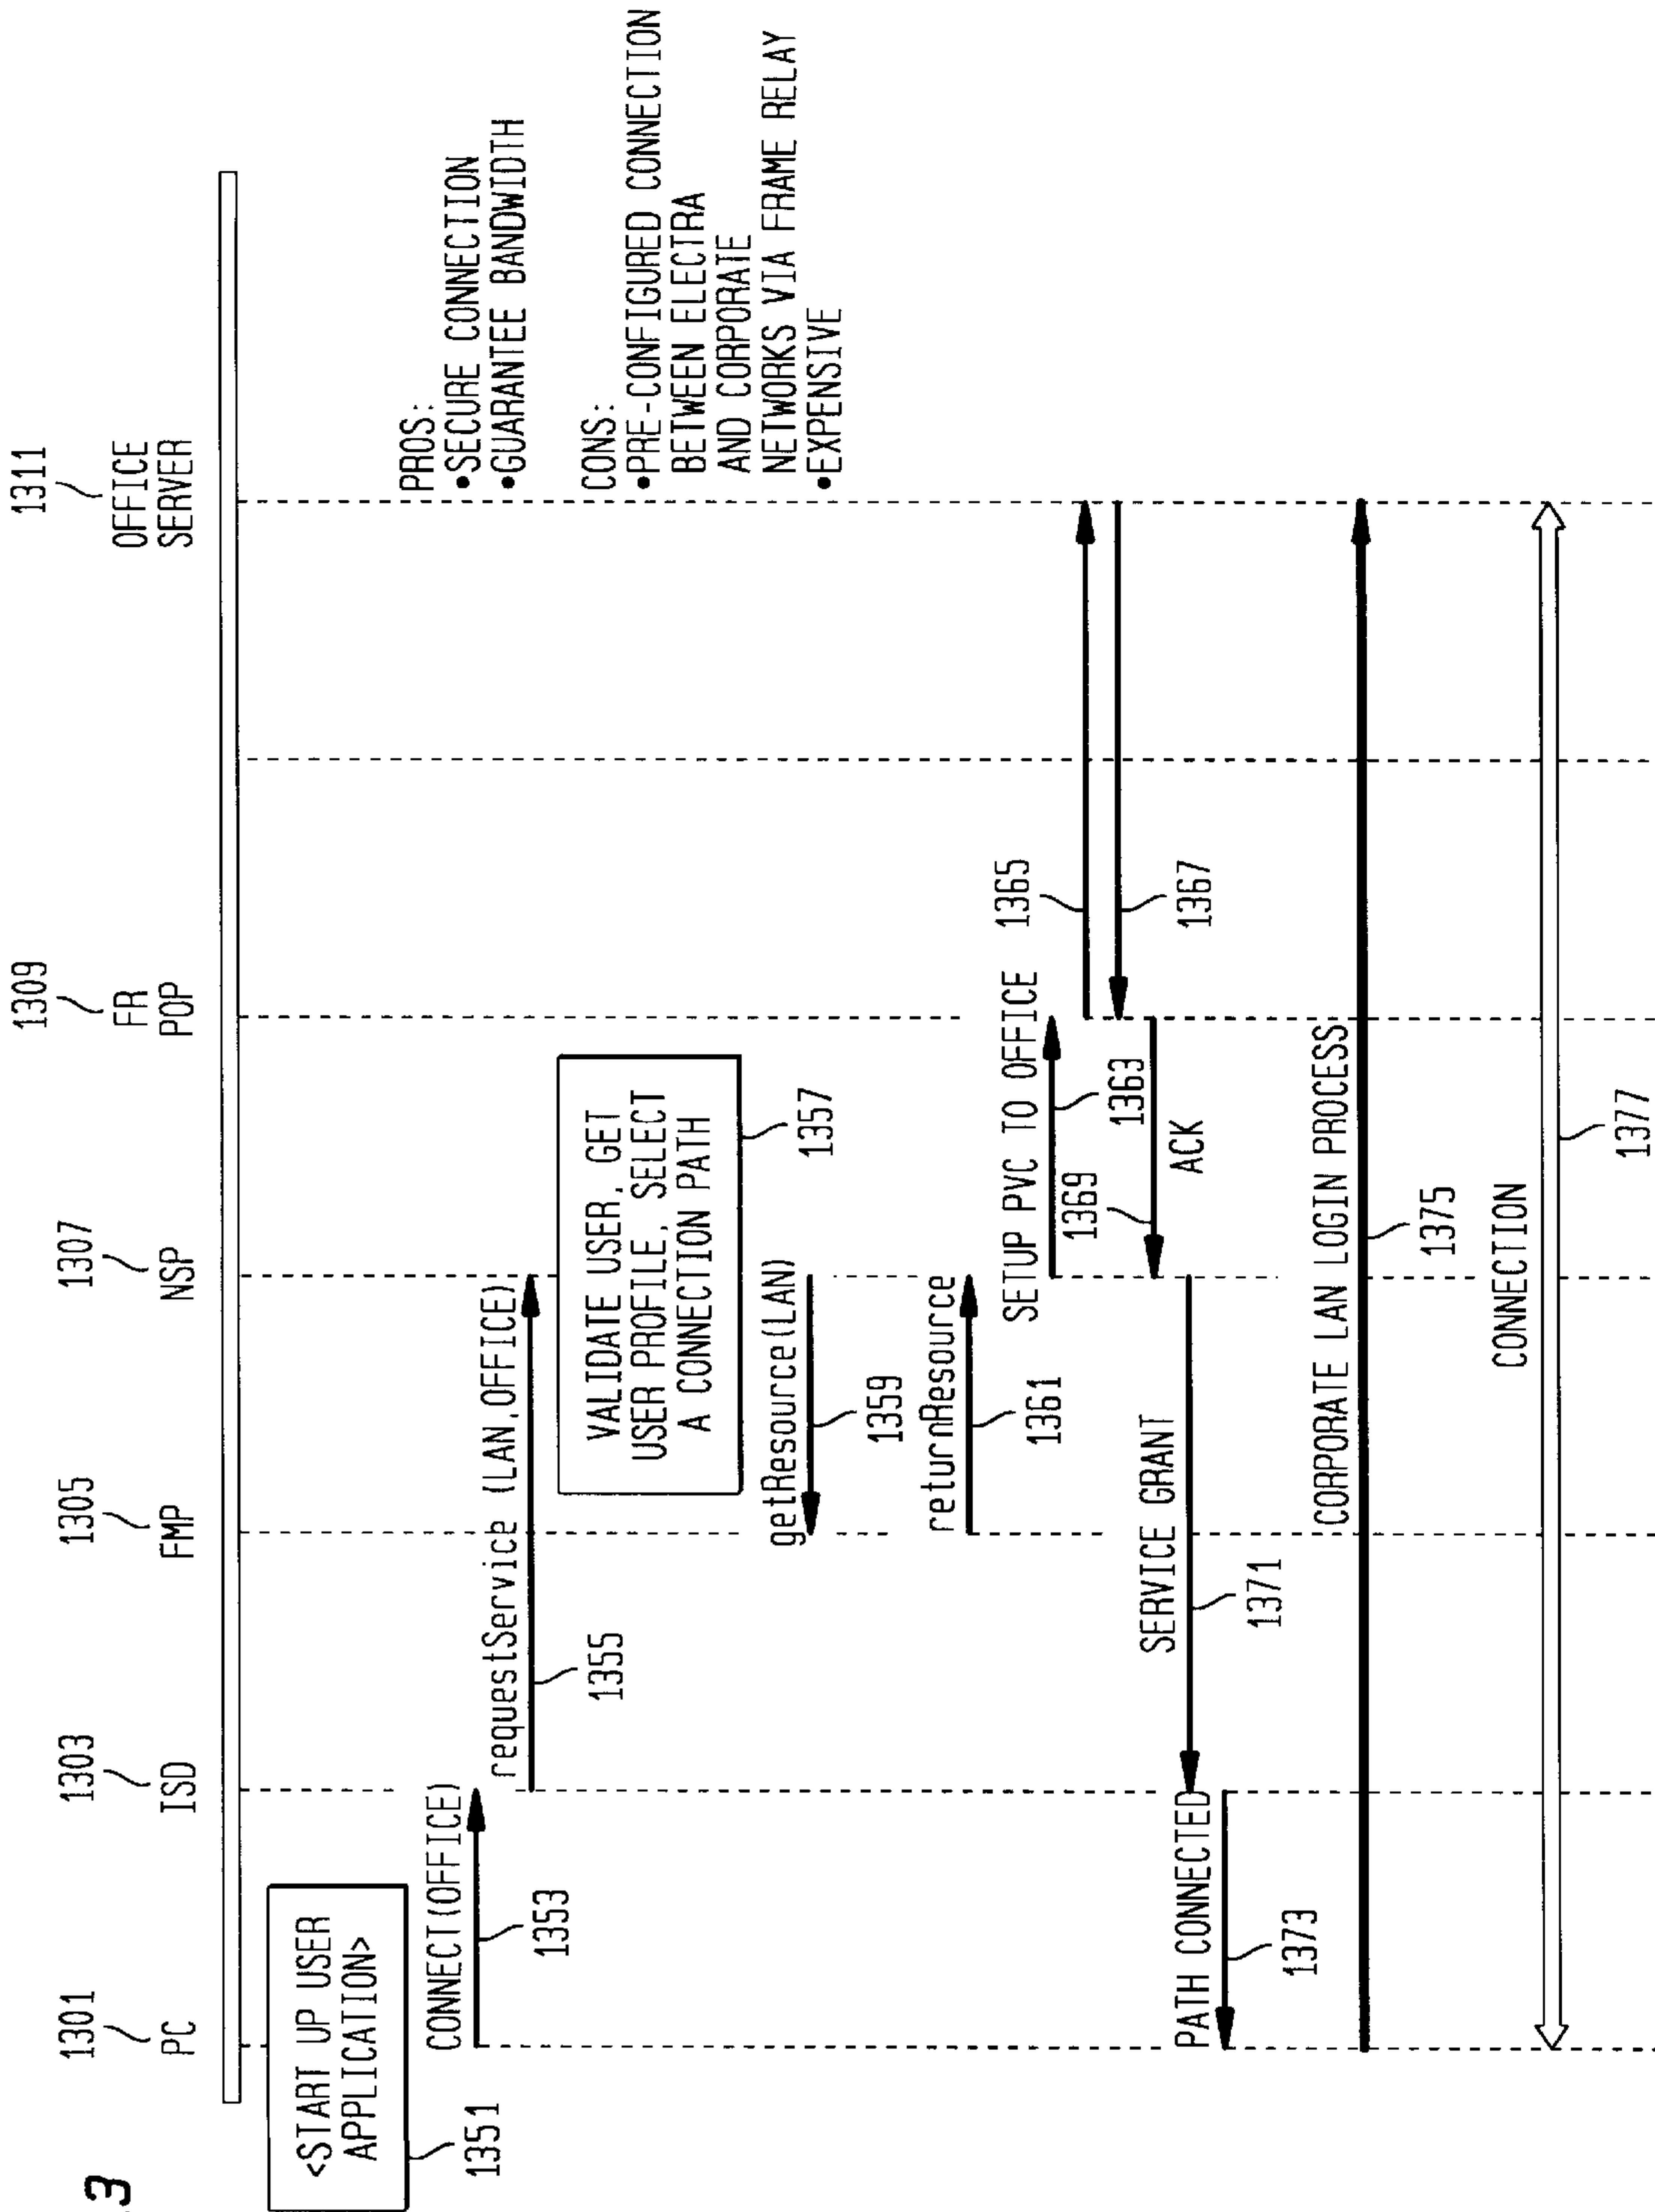 3
1301
PC
1303
ISD
1305
FMP
1307
NSP
1309
FR
POP
1311
OFFICE
SERVER
<START UP USER
APPLICATION>
1351
CONNECT(OFFICE)
1353
requestService (LAN,OFFICE)
1355
VALIDATE USER, GET
USER PROFILE, SELECT
A CONNECTION PATH
1357
getResource(LAN)
1359
returnResource
1361
SETUP PVC TO OFFICE
1363
1365
1367
1369
ACK
SERVICE GRANT
1371
PATH CONNECTED
1373
CORPORATE LAN LOGIN PROCESS
1375
CONNECTION
1377
PROS:
•SECURE CONNECTION
•GUARANTEE BANDWIDTH
CONS:
•PRE-CONFIGURED CONNECTION
BETWEEN ELECTRA
AND CORPORATE
NETWORKS VIA FRAME RELAY
•EXPENSIVE